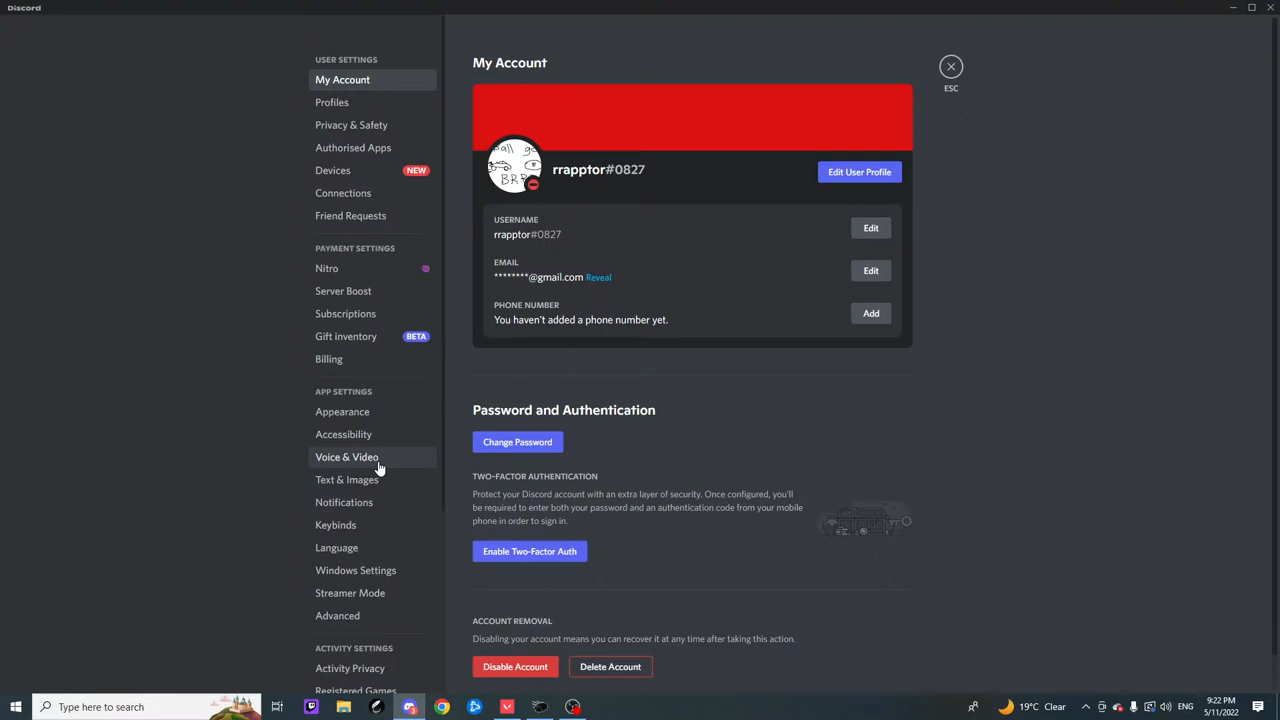 Discord
USER SETTINGS
My Account
Profiles
Privacy & Safety
Authorised Apps
Devices NEW
Connections
Friend Requests
PAYMENT SETTINGS
Nitro
Server Boost
Subscriptions
Gift inventory BETA
Billing
APP SETTINGS
Appearance
Accessibility
Voice & Video
Text & Images
Notifications
Keybinds
Language
Windows Settings
Streamer Mode
Advanced
ACTIVITY SETTINGS
Activity Privacy
Registered Games
My Account
ESC
rrapptor#0827
Edit User Profile
USERNAME
rrapptor#0827
Edit
EMAIL
********@gmail.com Reveal
Edit
PHONE NUMBER
You haven't added a phone number yet.
Add
Password and Authentication
Change Password
TWO-FACTOR AUTHENTICATION
Protect your Discord account with an extra layer of security. Once configured, you'll
be required to enter both your password and an authentication code from your mobile
phone in order to sign in.
Enable Two-Factor Auth
ACCOUNT REMOVAL
Disabling your account means you can recover it at any time after taking this action.
Disable Account
Delete Account
Type here to search
19°C Clear
9:22 PM
5/11/2022